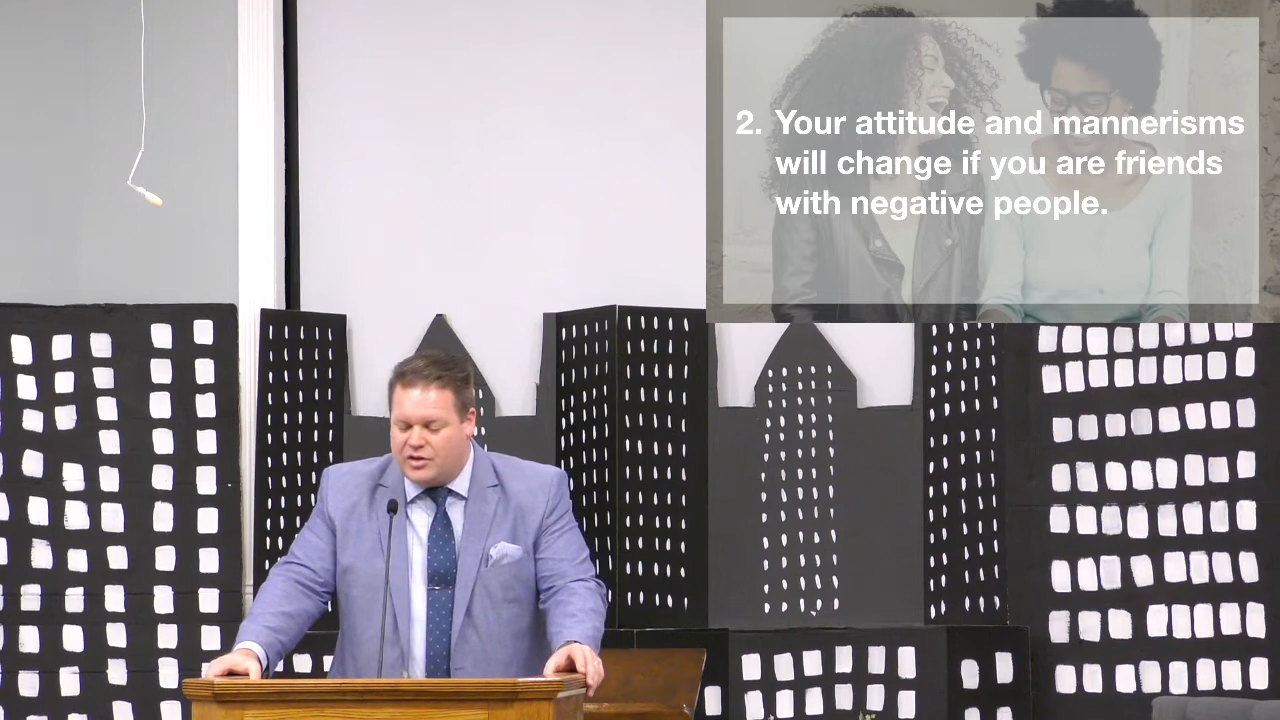 2. Your attitude and mannerisms
will change if you are friends
with negative people.